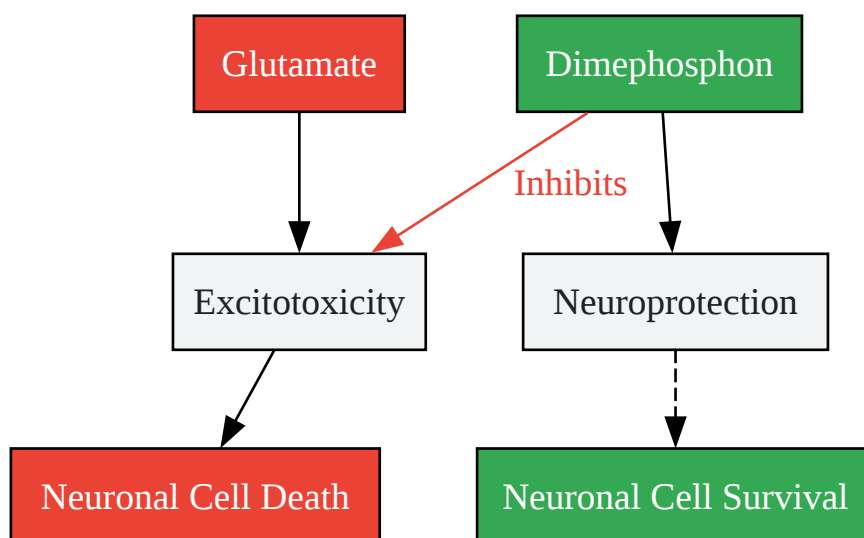 Glutamate
Dimephosphon
Inhibits
Excitotoxicity
Neuroprotection
Neuronal Cell Death
Neuronal Cell Survival